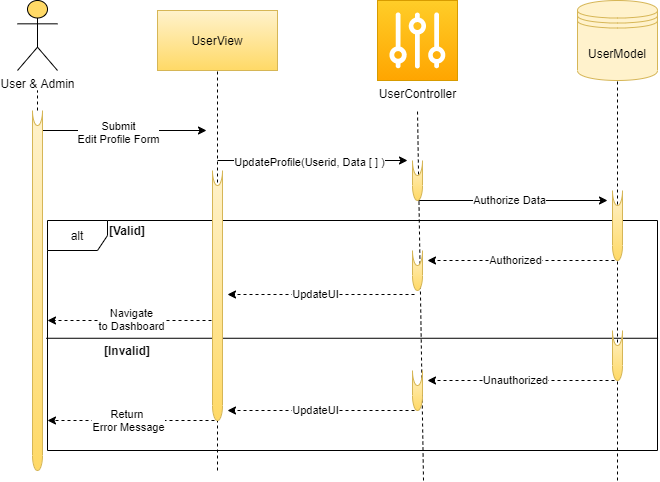 UserView
UserModel
User & Admin
UserController
Submit
Edit Profile Form
UpdateProfile(Userid, Data [ ] )
Authorize Data
alt
[Valid]
Authorized
UpdateUI
Navigate
to Dashboard
[Invalid]
Unauthorized
UpdateUI
Return
Error Message